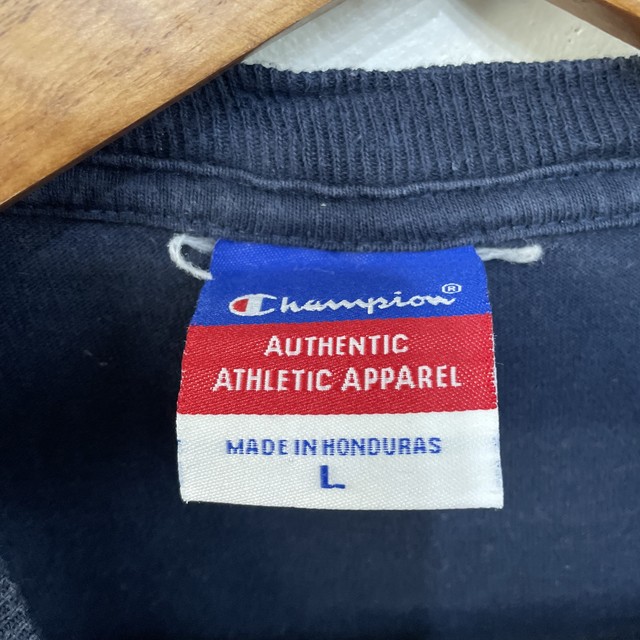 Champion®
AUTHENTIC
ATHLETIC APPAREL
MADE IN HONDURAS
L